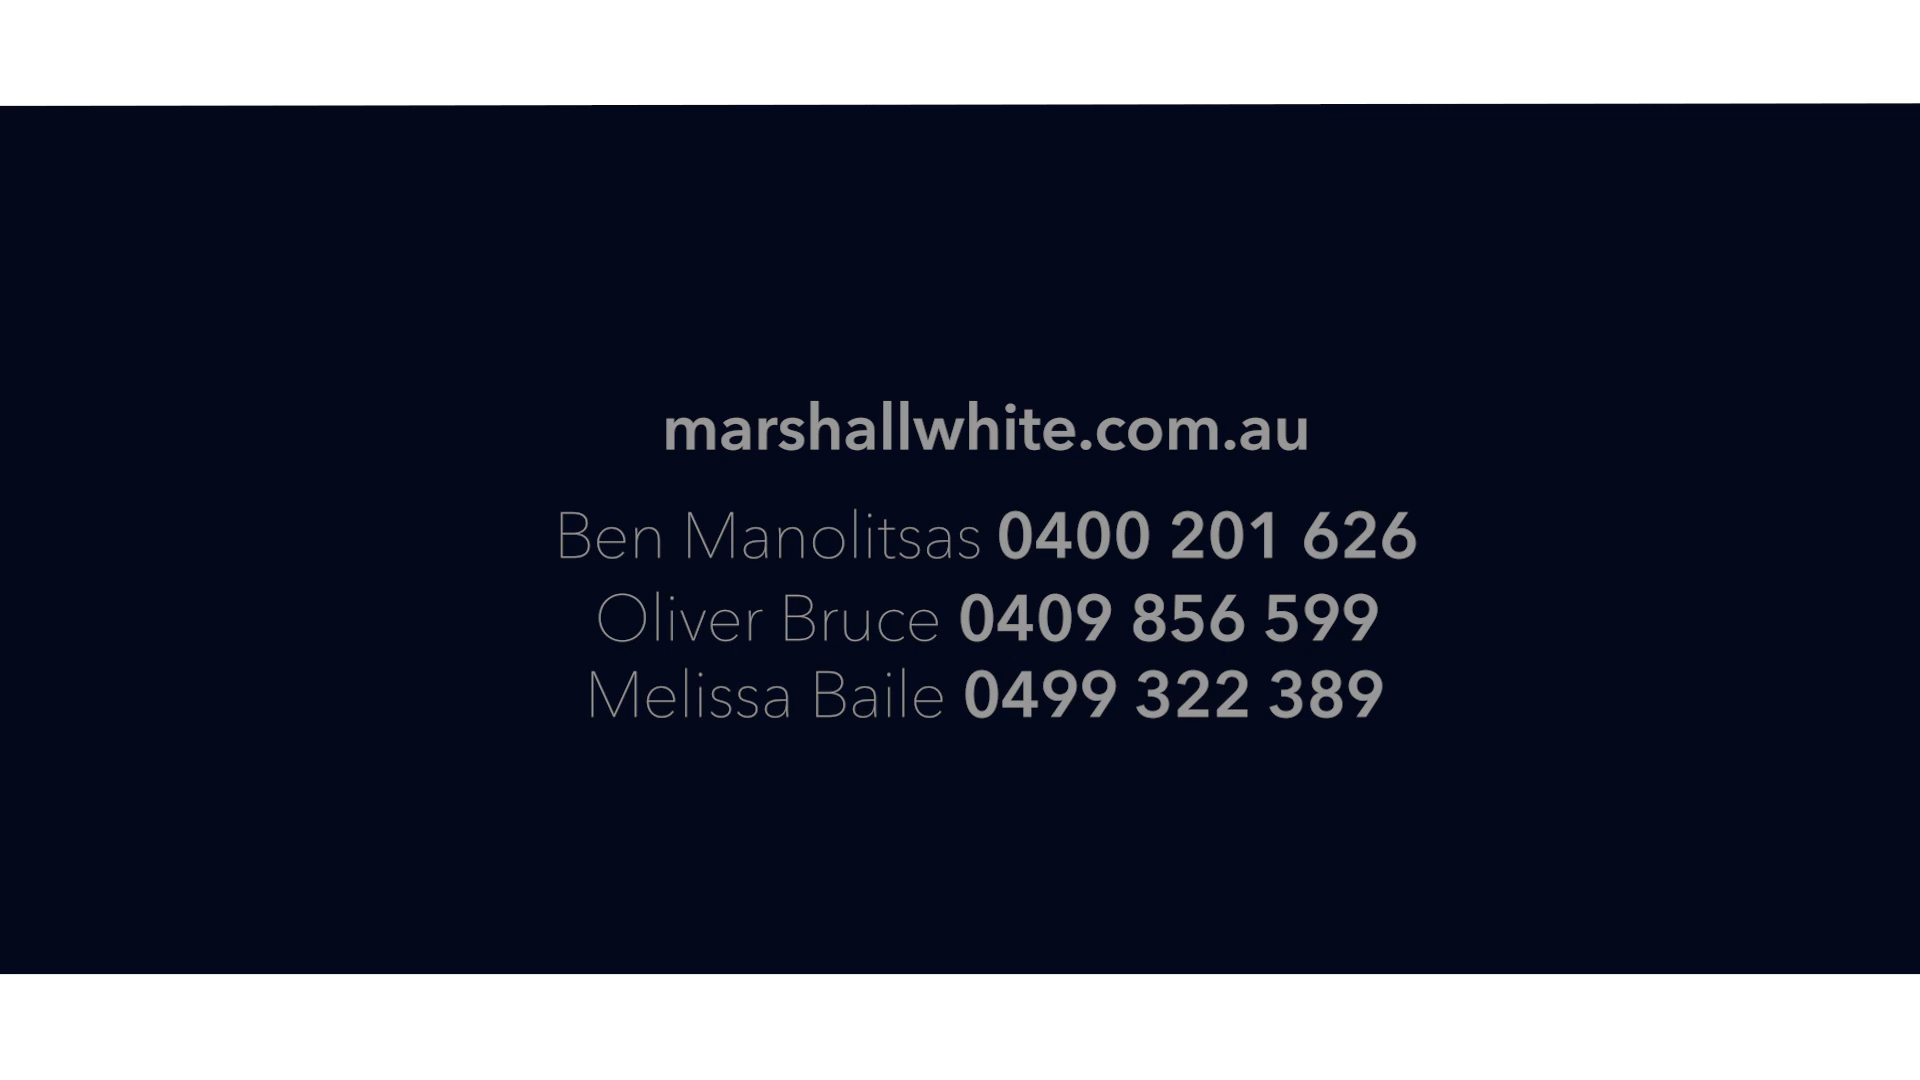 marshallwhite.com.au
Ben Manolitsas 0400 201 626
Oliver Bruce 0409 856 599
Melissa Baile 0499 322 389